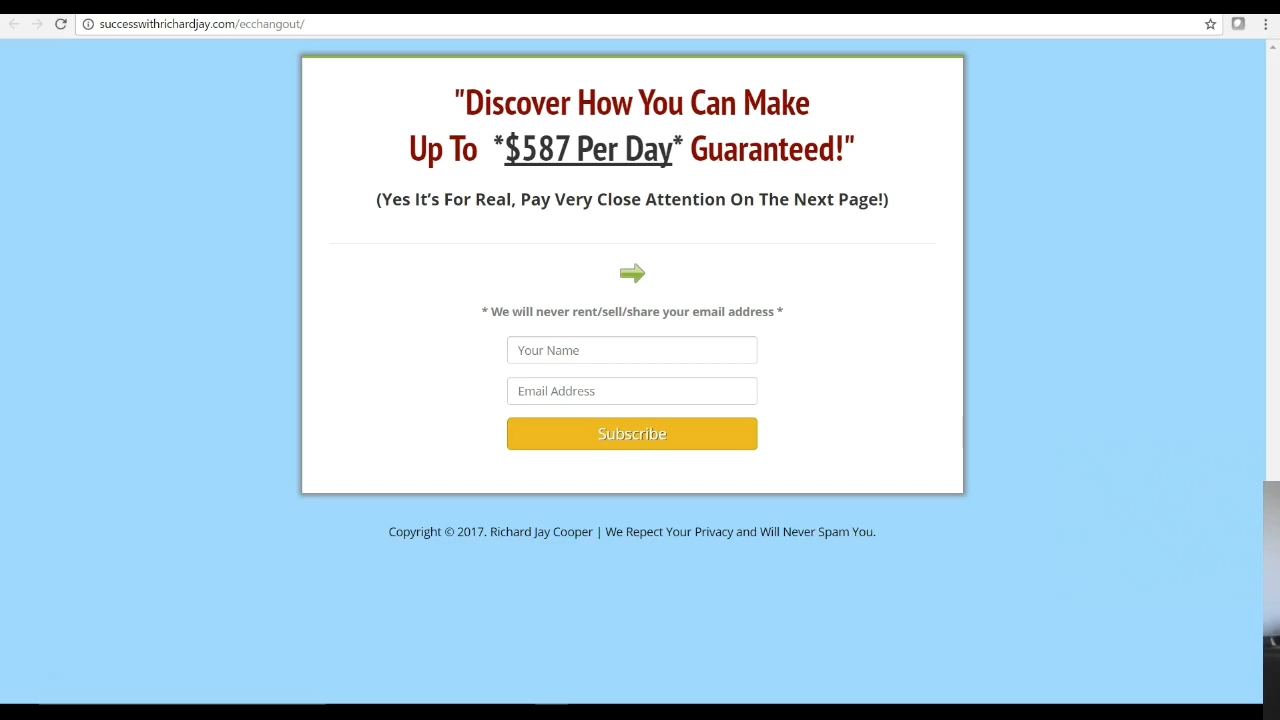 successwithrichardjay.com/ecchangout/
"Discover How You Can Make
Up To *$587 Per Day* Guaranteed!"
(Yes It’s For Real, Pay Very Close Attention On The Next Page!)
* We will never rent/sell/share your email address *
Your Name
Email Address
Subscribe
Copyright © 2017. Richard Jay Cooper | We Repect Your Privacy and Will Never Spam You.